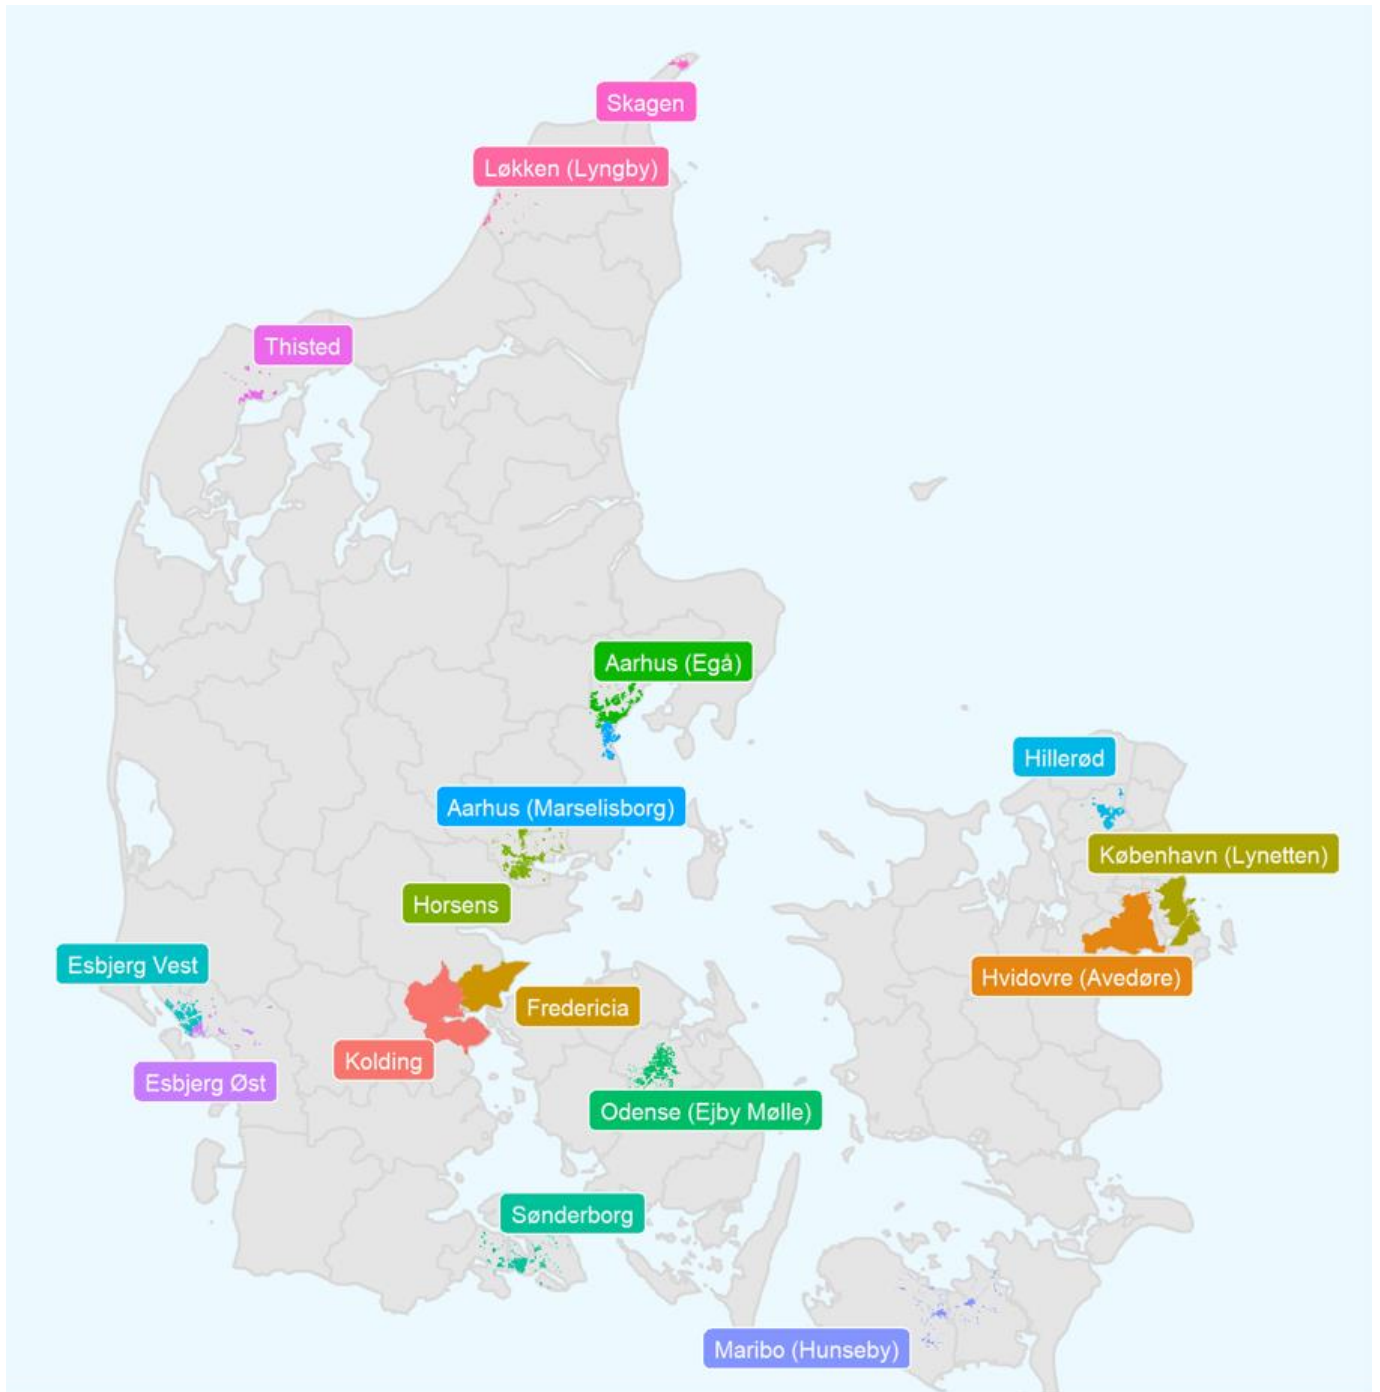 Skagen
Løkken (Lyngby)
Thisted
Aarhus (Egå)
Hillerød
Aarhus (Marselisborg)
København (Lynetten)
Horsens
Esbjerg Vest
Hvidovre (Avedøre)
Fredericia
Kolding
Esbjerg Øst
Odense (Ejby Mølle)
Sønderborg
Maribo (Hunseby)